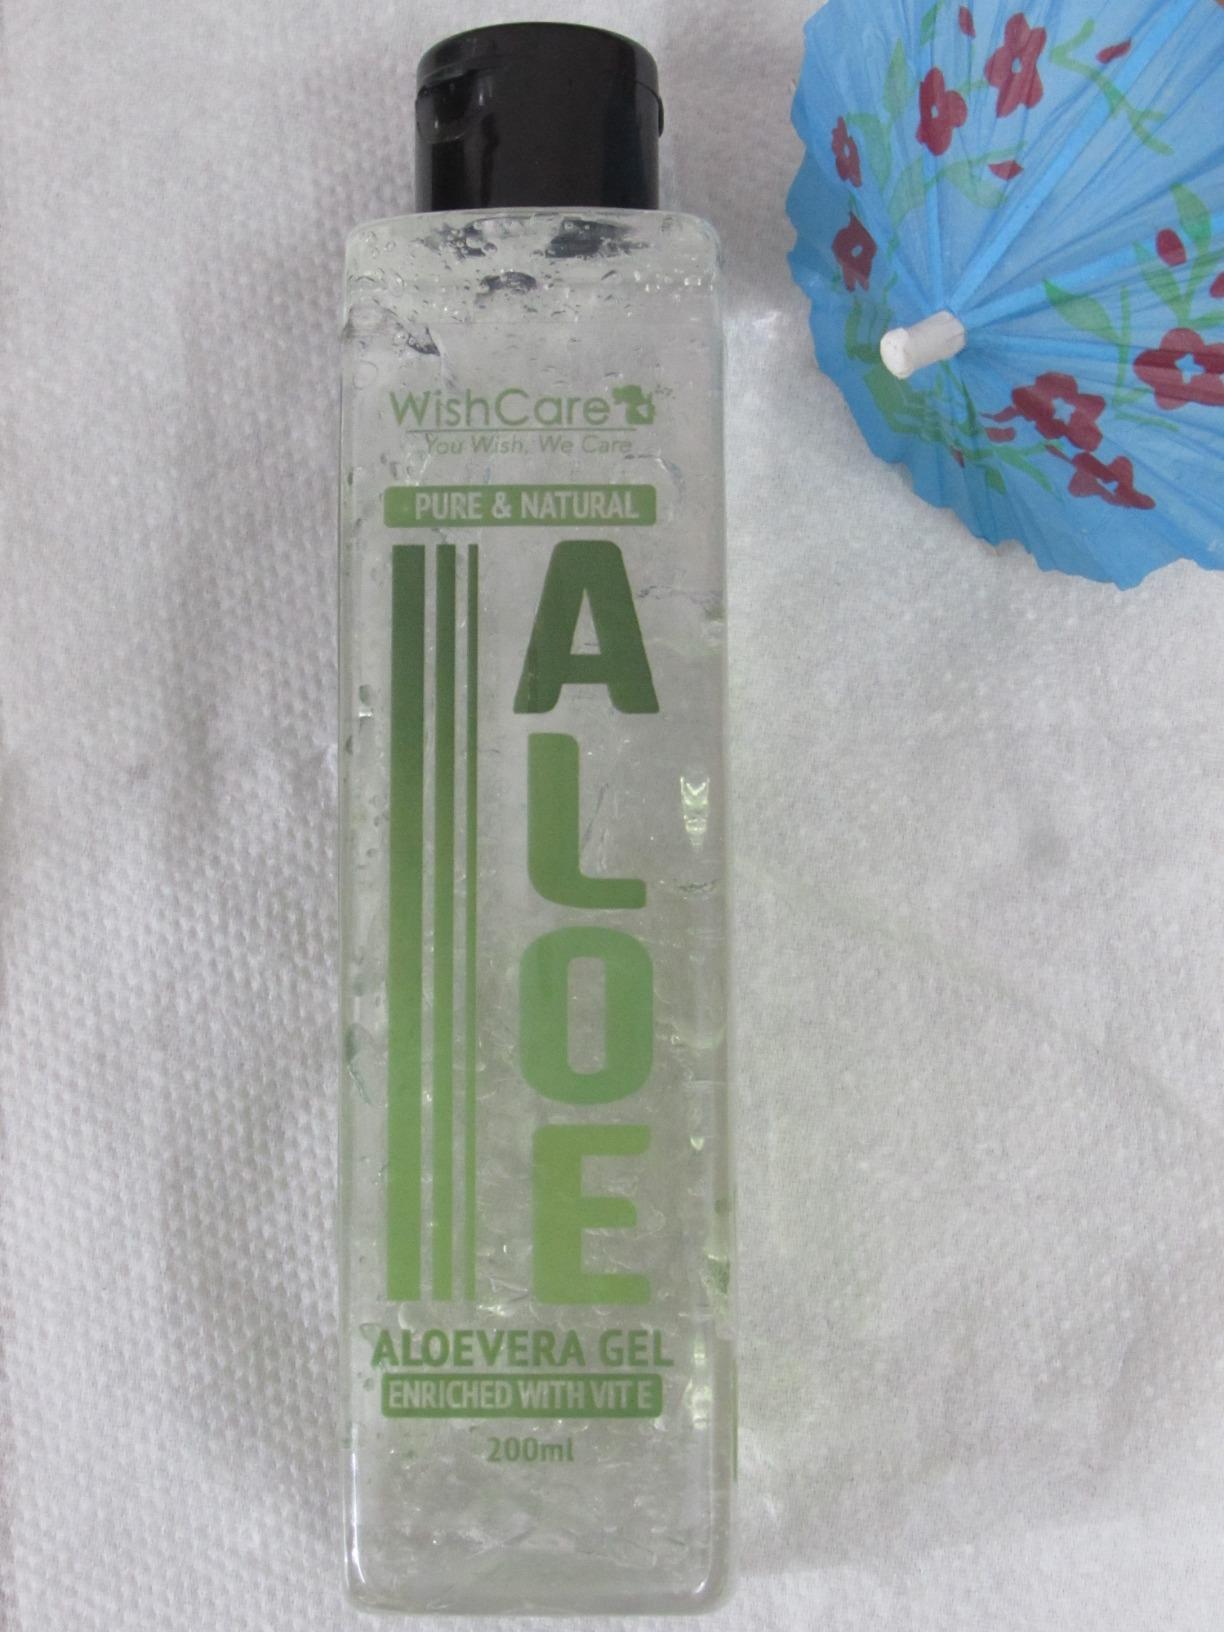 WishCare
You Wish, We Care
PURE & NATURAL
ALOE
ALOEVERA GEL
ENRICHED WITH VIT E
200ml